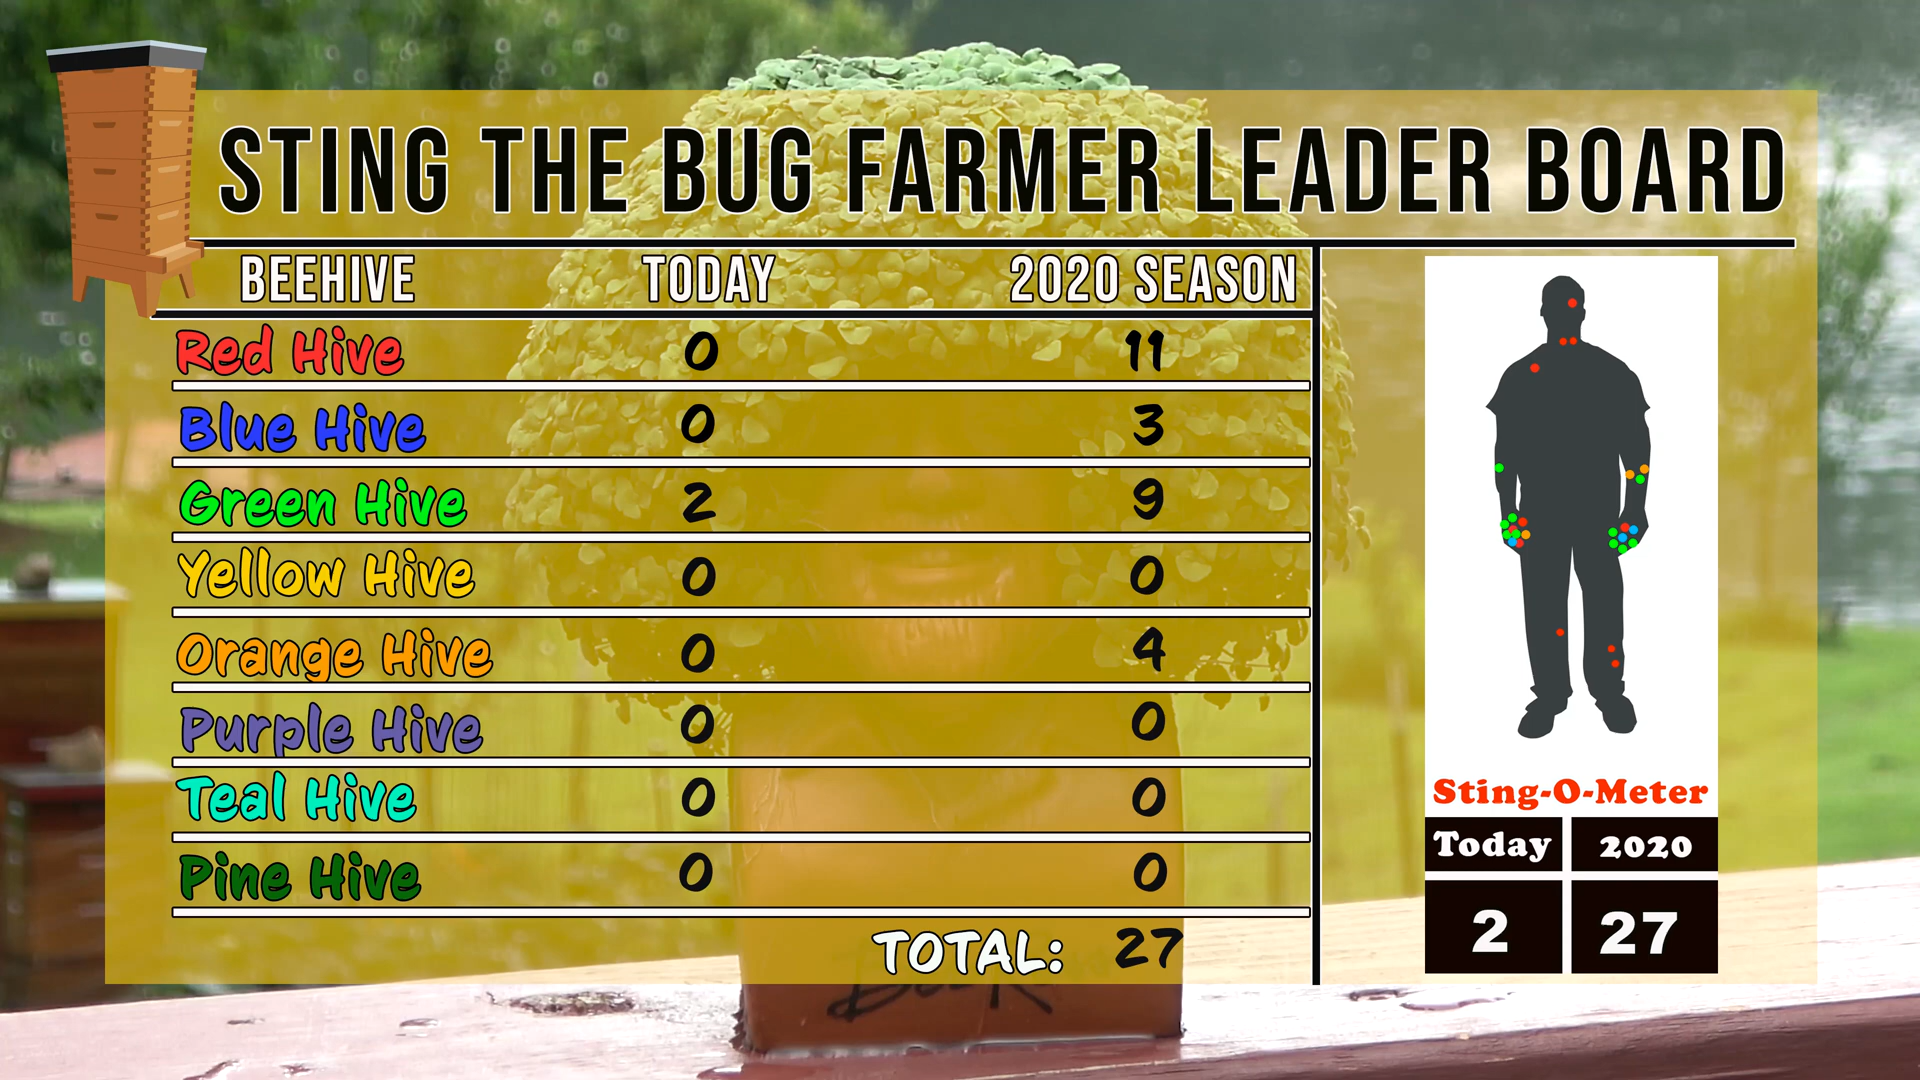 STING THE BUG FARMER LEADER BOARD
BEEHIVE TODAY 2020 SEASON
Red Hive 0 11
Blue Hive 0 3
Green Hive 2 9
Yellow Hive 0 0
Orange Hive 0 4
Purple Hive 0 0
Teal Hive 0 0
Pine Hive 0 0
TOTAL: 27
Sting-O-Meter
Today 2020
2 27